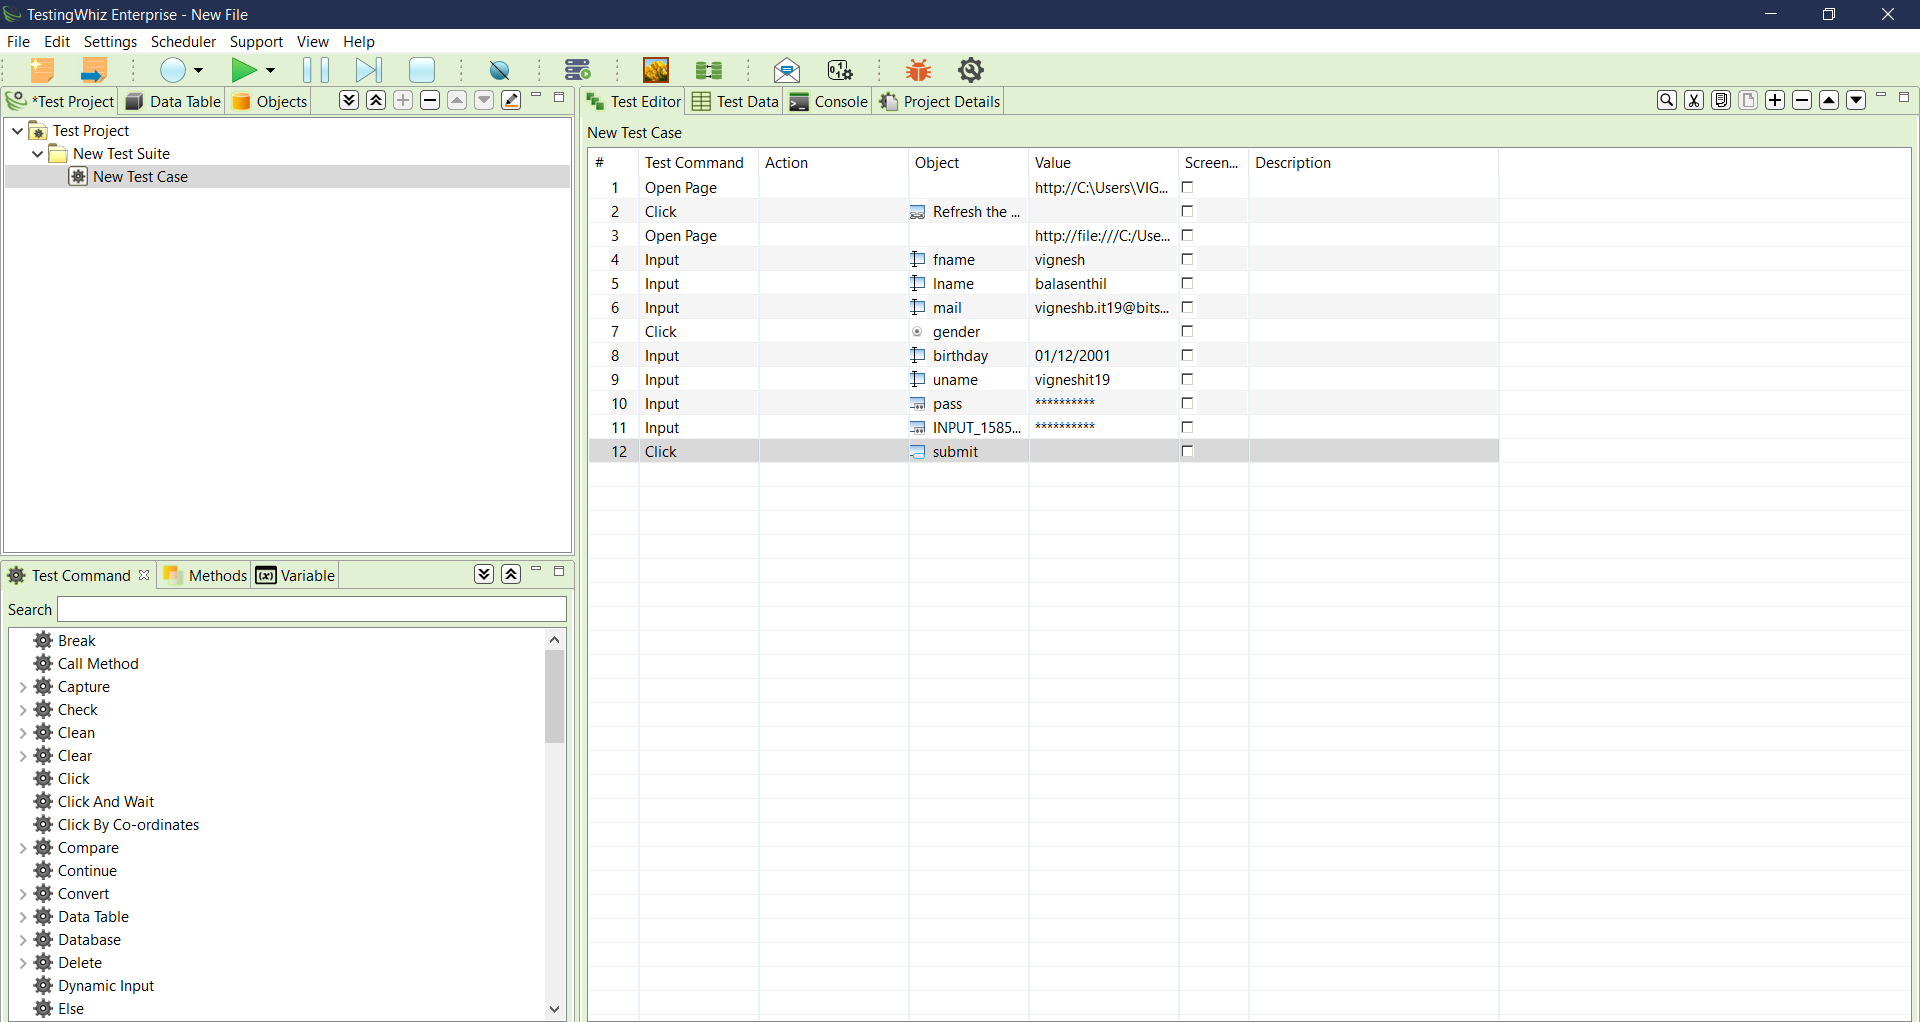 TestingWhiz Enterprise - New File
File Edit Settings Scheduler Support View Help
*Test Project Data Table Objects
Test Project
New Test Suite
New Test Case
Test Editor Test Data Console Project Details
New Test Case
# Test Command Action Object Value Screen... Description
1 Open Page http://C:\Users\VIG...
2 Click Refresh the ...
3 Open Page http://file:///C:/Use...
4 Input fname vignesh
5 Input lname balasenthil
6 Input mail vigneshb.it19@bits...
7 Click gender
8 Input birthday 01/12/2001
9 Input uname vigneshit19
10 Input pass **********
11 Input INPUT_1585... **********
12 Click submit
Test Command Methods (x) Variable
Search
Break
Call Method
Capture
Check
Clean
Clear
Click
Click And Wait
Click By Co-ordinates
Compare
Continue
Convert
Data Table
Database
Delete
Dynamic Input
Else